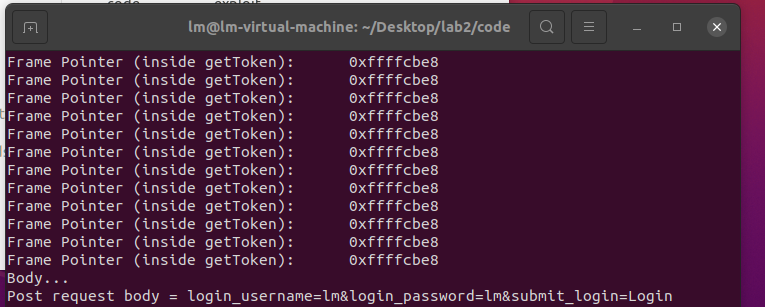 code exploit
lm@lm-virtual-machine: ~/Desktop/lab2/code
Frame Pointer (inside getToken): 0xffffcbe8
Frame Pointer (inside getToken): 0xffffcbe8
Frame Pointer (inside getToken): 0xffffcbe8
Frame Pointer (inside getToken): 0xffffcbe8
Frame Pointer (inside getToken): 0xffffcbe8
Frame Pointer (inside getToken): 0xffffcbe8
Frame Pointer (inside getToken): 0xffffcbe8
Frame Pointer (inside getToken): 0xffffcbe8
Frame Pointer (inside getToken): 0xffffcbe8
Frame Pointer (inside getToken): 0xffffcbe8
Frame Pointer (inside getToken): 0xffffcbe8
Frame Pointer (inside getToken): 0xffffcbe8
Body...
Post request body = login_username=lm&login_password=lm&submit_login=Login